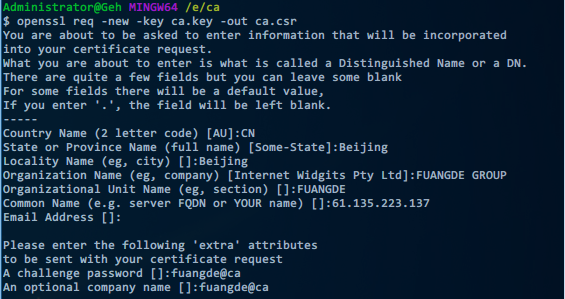 Administrator@Geh MINGW64 /e/ca
$ openssl req -new -key ca.key -out ca.csr
You are about to be asked to enter information that will be incorporated
into your certificate request.
What you are about to enter is what is called a Distinguished Name or a DN.
There are quite a few fields but you can leave some blank
For some fields there will be a default value,
If you enter '.', the field will be left blank.
-----
Country Name (2 letter code) [AU]:CN
State or Province Name (full name) [Some-State]:Beijing
Locality Name (eg, city) []:Beijing
Organization Name (eg, company) [Internet Widgits Pty Ltd]:FUANGDE GROUP
Organizational Unit Name (eg, section) []:FUANGDE
Common Name (e.g. server FQDN or YOUR name) []:61.135.223.137
Email Address []:
Please enter the following 'extra' attributes
to be sent with your certificate request
A challenge password []:fuangde@ca
An optional company name []:fuangde@ca